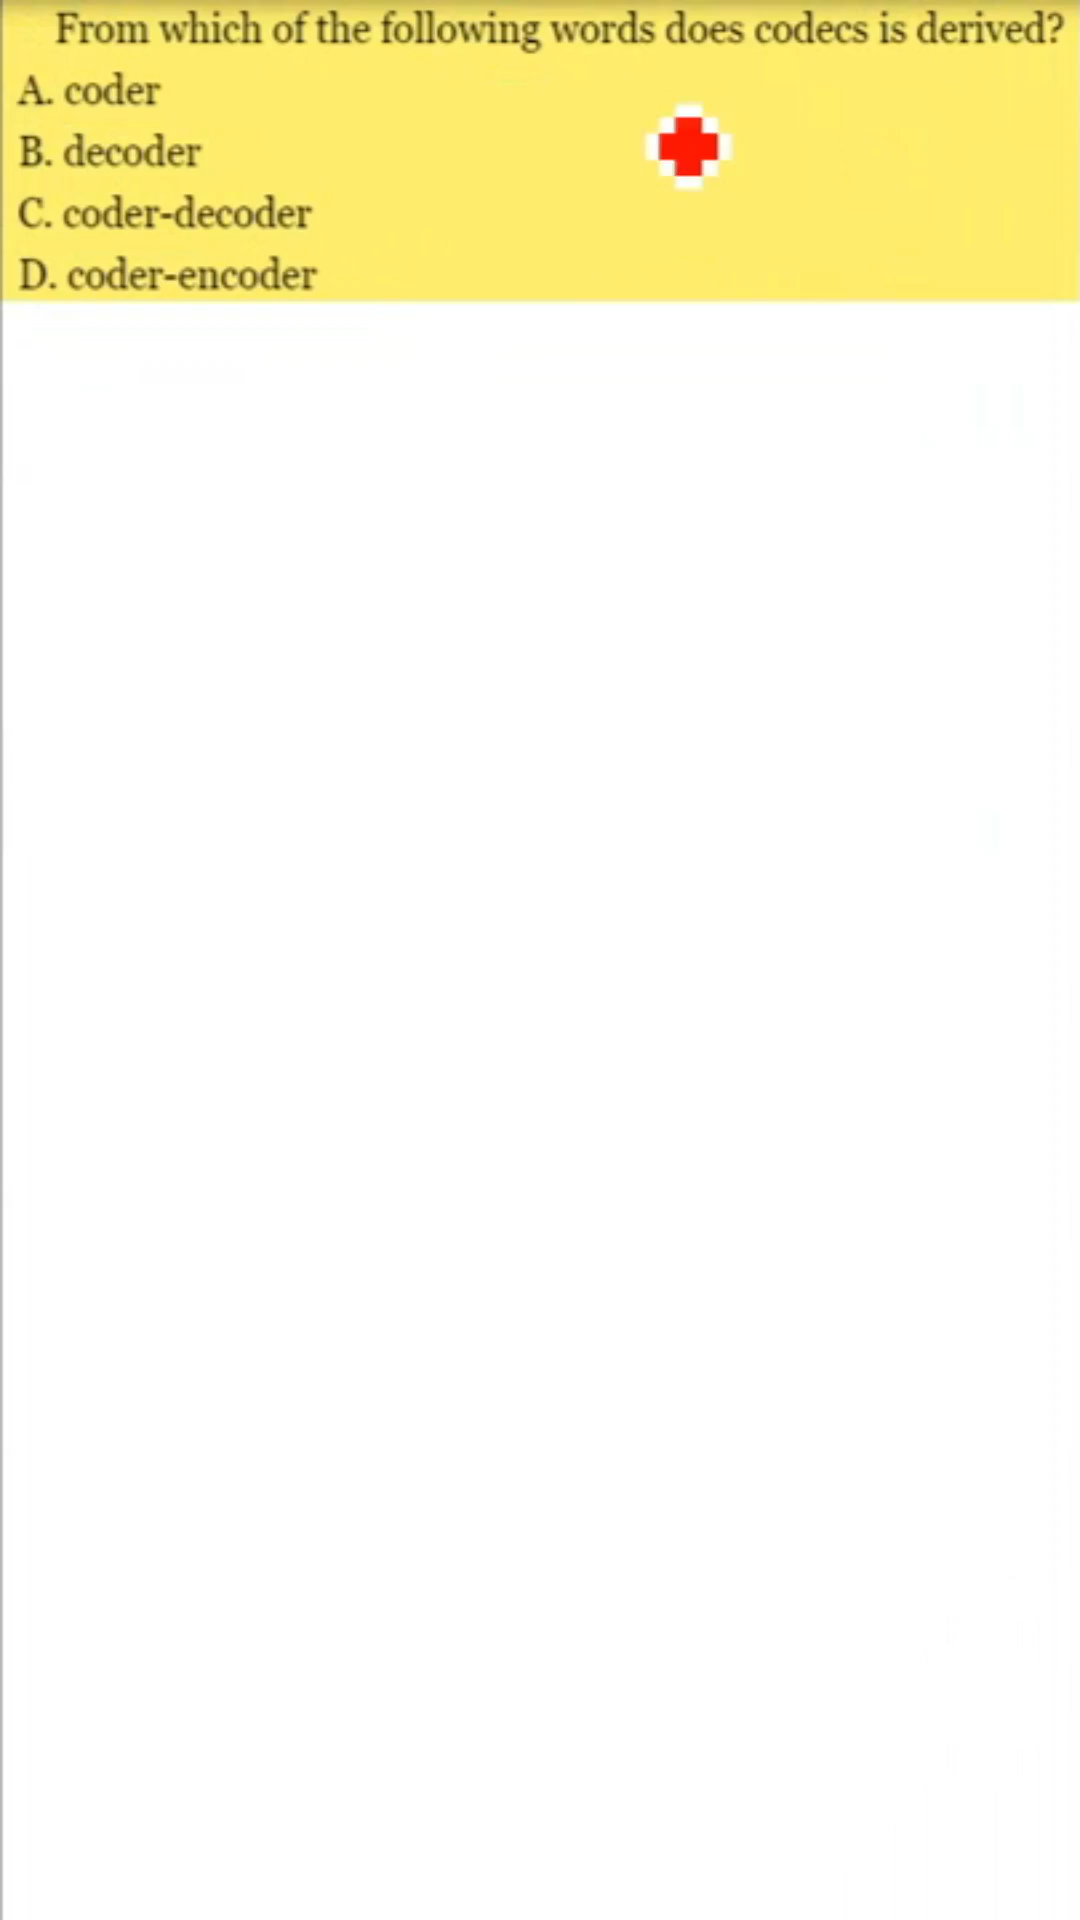 From which of the following words does codecs is derived?
A. coder
B. decoder
C. coder-decoder
D. coder-encoder